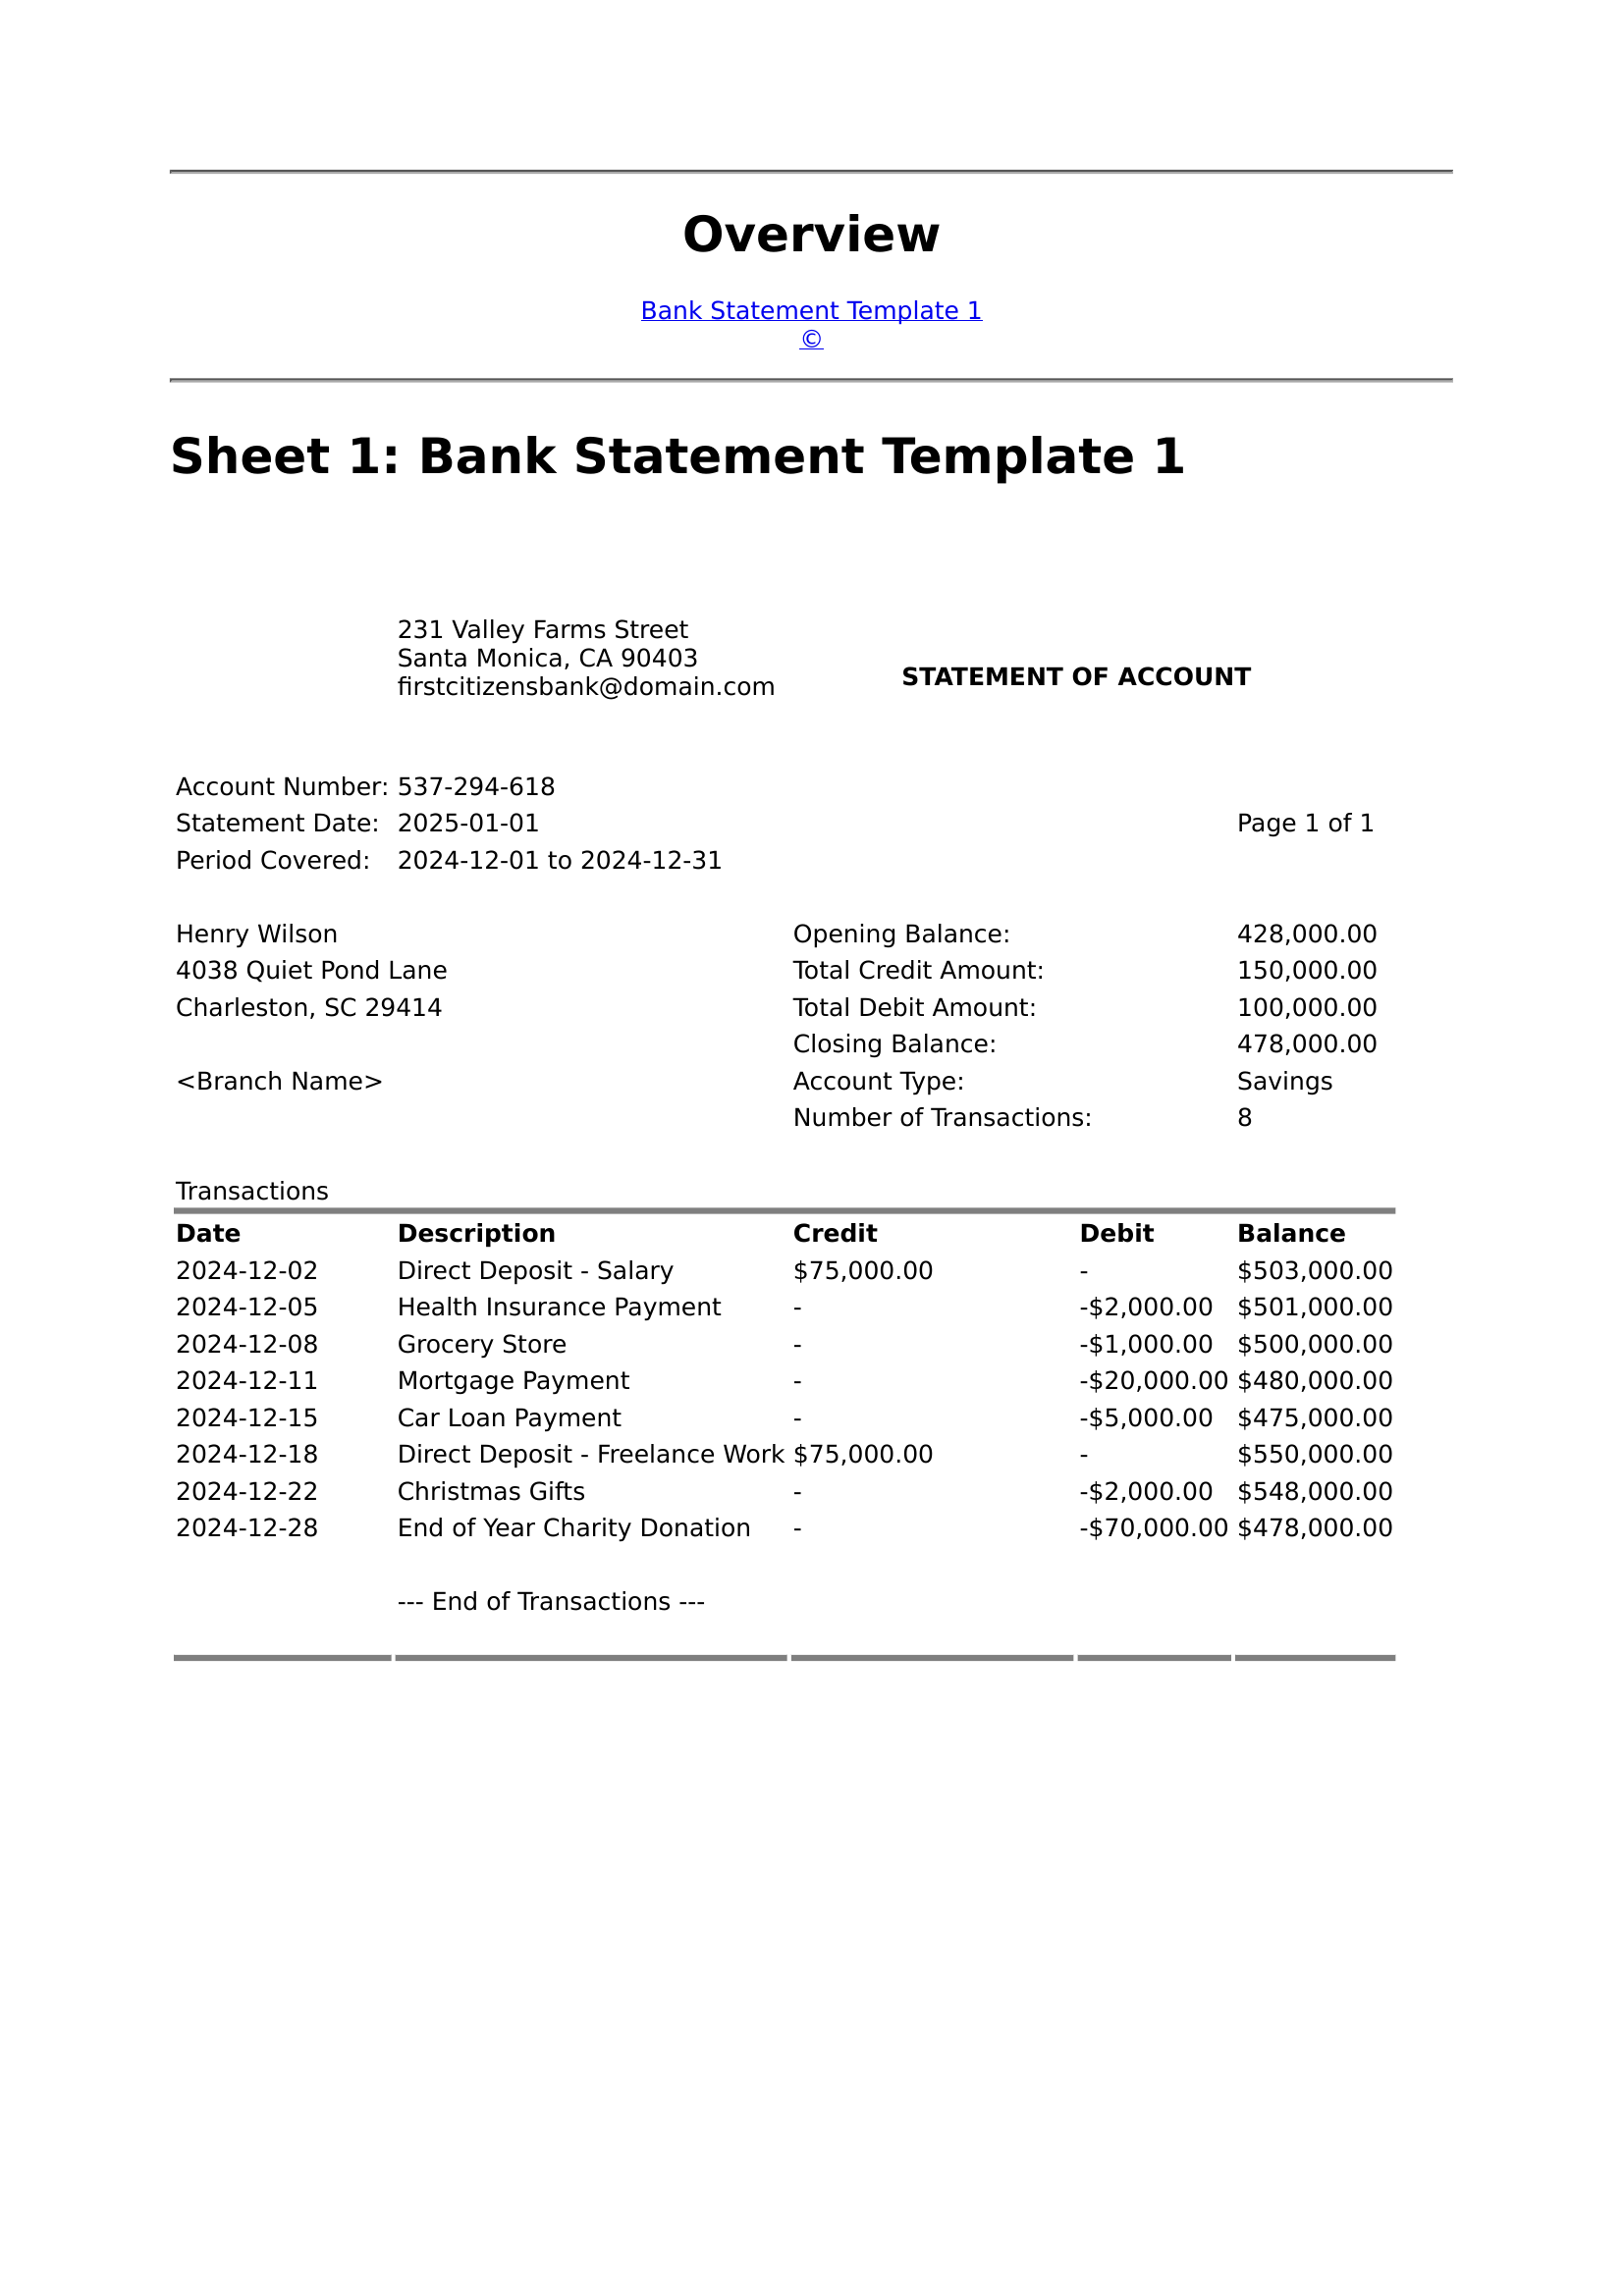 Overview
Bank Statement Template 1
©
Sheet 1: Bank Statement Template 1
231 Valley Farms Street
Santa Monica, CA 90403
firstcitizensbank@domain.com
STATEMENT OF ACCOUNT
Account Number: 537-294-618
Statement Date: 2025-01-01 Page 1 of 1
Period Covered: 2024-12-01 to 2024-12-31
Henry Wilson Opening Balance: 428,000.00
4038 Quiet Pond Lane Total Credit Amount: 150,000.00
Charleston, SC 29414 Total Debit Amount: 100,000.00
Closing Balance: 478,000.00
<Branch Name> Account Type: Savings
Number of Transactions: 8
Transactions
Date Description Credit Debit Balance
2024-12-02 Direct Deposit - Salary $75,000.00 - $503,000.00
2024-12-05 Health Insurance Payment - -$2,000.00 $501,000.00
2024-12-08 Grocery Store - -$1,000.00 $500,000.00
2024-12-11 Mortgage Payment - -$20,000.00 $480,000.00
2024-12-15 Car Loan Payment - -$5,000.00 $475,000.00
2024-12-18 Direct Deposit - Freelance Work $75,000.00 - $550,000.00
2024-12-22 Christmas Gifts - -$2,000.00 $548,000.00
2024-12-28 End of Year Charity Donation - -$70,000.00 $478,000.00
--- End of Transactions ---